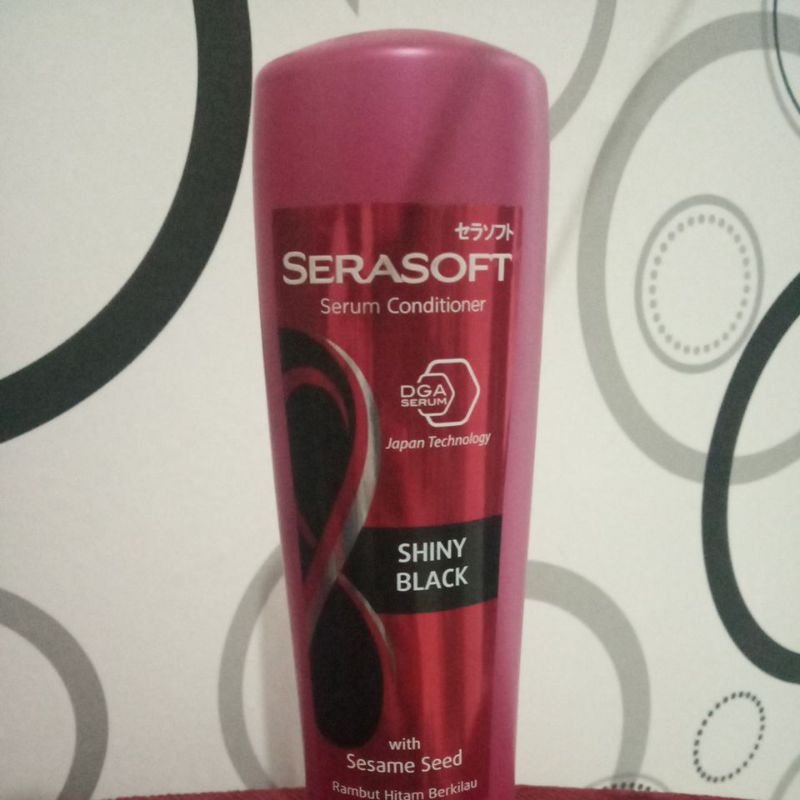 セラソフト
SERASOFT
Serum Conditioner
DGA
SERUM
Japan Technology
SHINY
BLACK
with
Sesame Seed
Rambut Hitam Berkilau